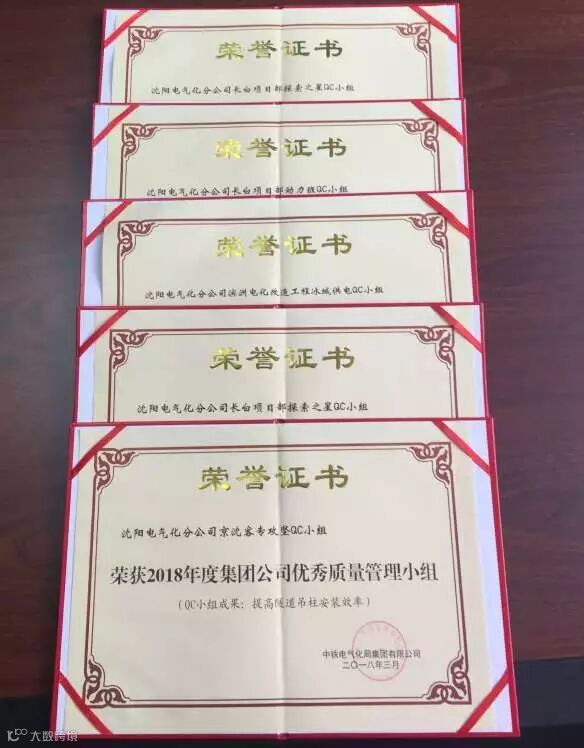 荣誉证书
沈阳电气化分公司长白项目部探索之星QC小组
荣誉证书
沈阳电气化分公司长白项目部动力班QC小组
荣誉证书
沈阳电气化分公司滨洲电化改造工程冰城供电QC小组
荣誉证书
沈阳电气化分公司长白项目部探索之星QC小组
荣誉证书
沈阳电气化分公司京沈客专攻坚QC小组
荣获2018年度集团公司优秀质量管理小组
(QC小组成果：提高隧道吊柱安装效率)
中铁电气化局集团有限公司
二〇一八年三月
大数跨境